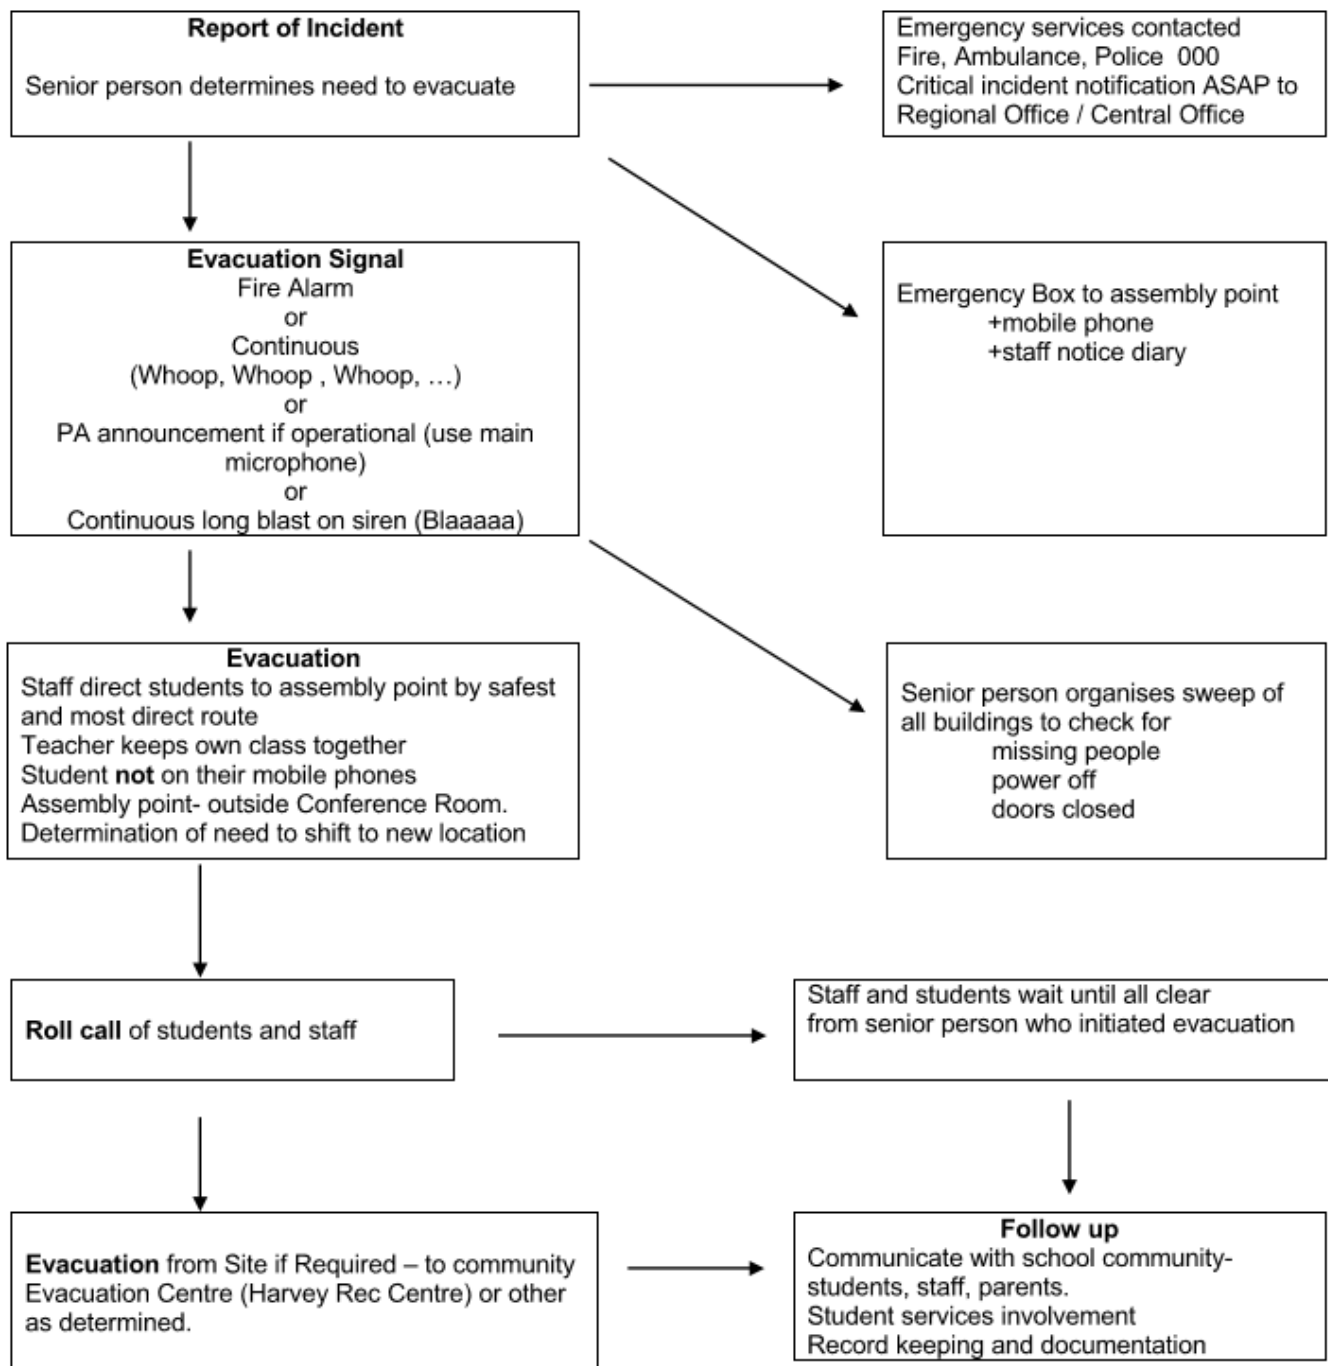 Report of Incident
Senior person determines need to evacuate
Emergency services contacted
Fire, Ambulance, Police  000
Critical incident notification ASAP to
Regional Office / Central Office
Evacuation Signal
Fire Alarm
or
Continuous
(Whoop, Whoop , Whoop, …)
or
PA announcement if operational (use main
microphone)
or
Continuous long blast on siren (Blaaaaa)
Emergency Box to assembly point
+mobile phone
+staff notice diary
Evacuation
Staff direct students to assembly point by safest
and most direct route
Teacher keeps own class together
Student not on their mobile phones
Assembly point- outside Conference Room.
Determination of need to shift to new location
Senior person organises sweep of
all buildings to check for
missing people
power off
doors closed
Roll call of students and staff
Staff and students wait until all clear
from senior person who initiated evacuation
Evacuation from Site if Required – to community
Evacuation Centre (Harvey Rec Centre) or other
as determined.
Follow up
Communicate with school community-
students, staff, parents.
Student services involvement
Record keeping and documentation